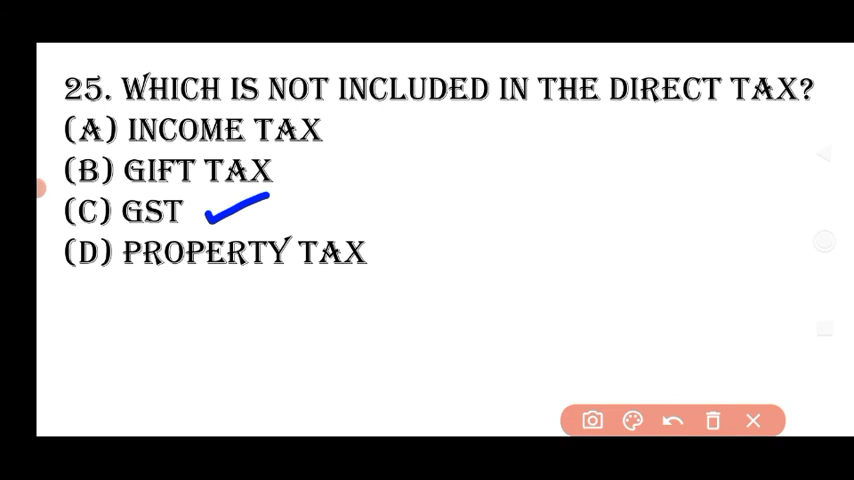 25. WHICH IS NOT INCLUDED IN THE DIRECT TAX?
(A) INCOME TAX
(B) GIFT TAX
(C) GST
(D) PROPERTY TAX